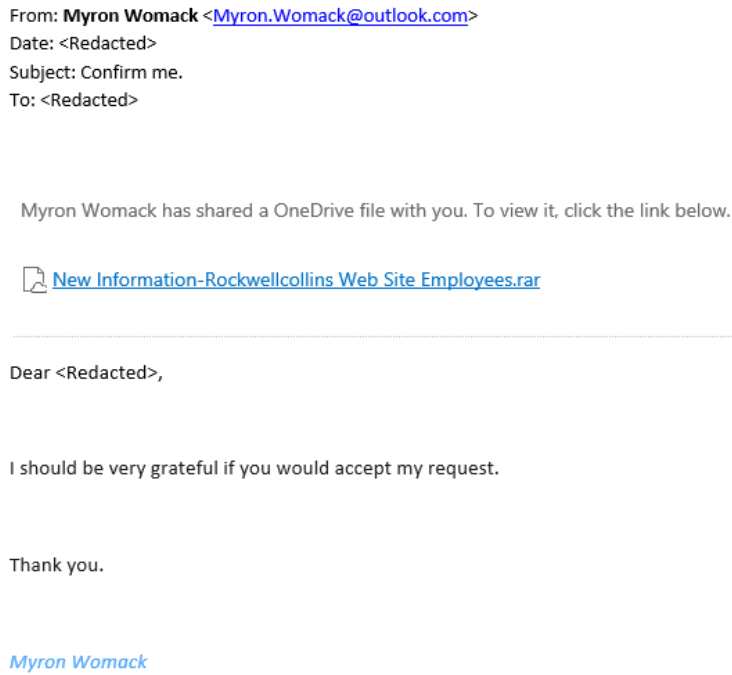 From: Myron Womack <Myron.Womack@outlook.com>
Date: <Redacted>
Subject: Confirm me.
To: <Redacted>
Myron Womack has shared a OneDrive file with you. To view it, click the link below.
New Information-Rockwellcollins Web Site Employees.rar
Dear <Redacted>,
I should be very grateful if you would accept my request.
Thank you.
Myron Womack